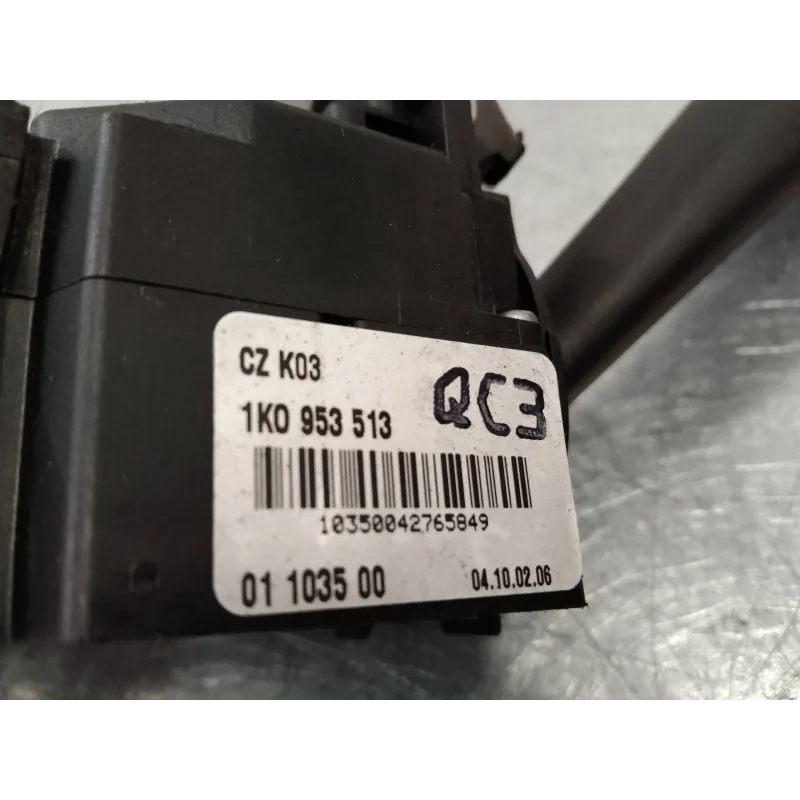 CZ K03
QC3
1K0 953 513
10350042765849
01 1035 00 04.10.02.06